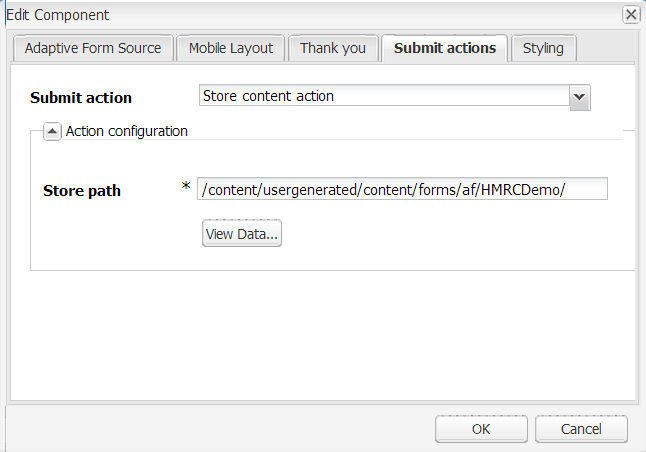 Edit Component
Adaptive Form Source Mobile Layout Thank you Submit actions Styling
Submit action Store content action
Action configuration
Store path * /content/usergenerated/content/forms/af/HMRCDemo/
View Data...
OK Cancel